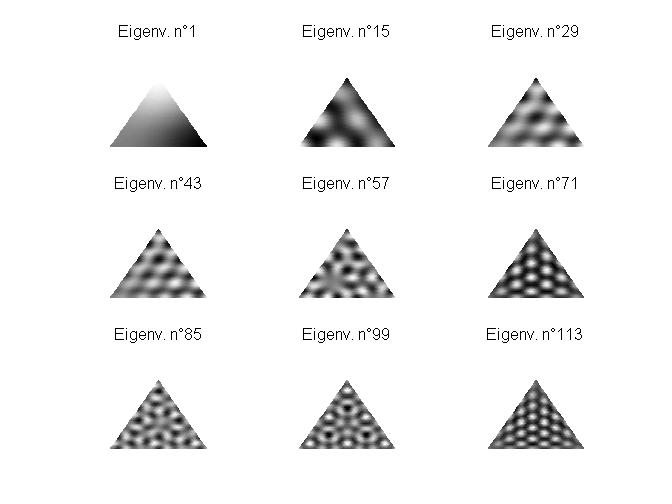 Eigenv. n°1
Eigenv. n°15
Eigenv. n°29
Eigenv. n°43
Eigenv. n°57
Eigenv. n°71
Eigenv. n°85
Eigenv. n°99
Eigenv. n°113